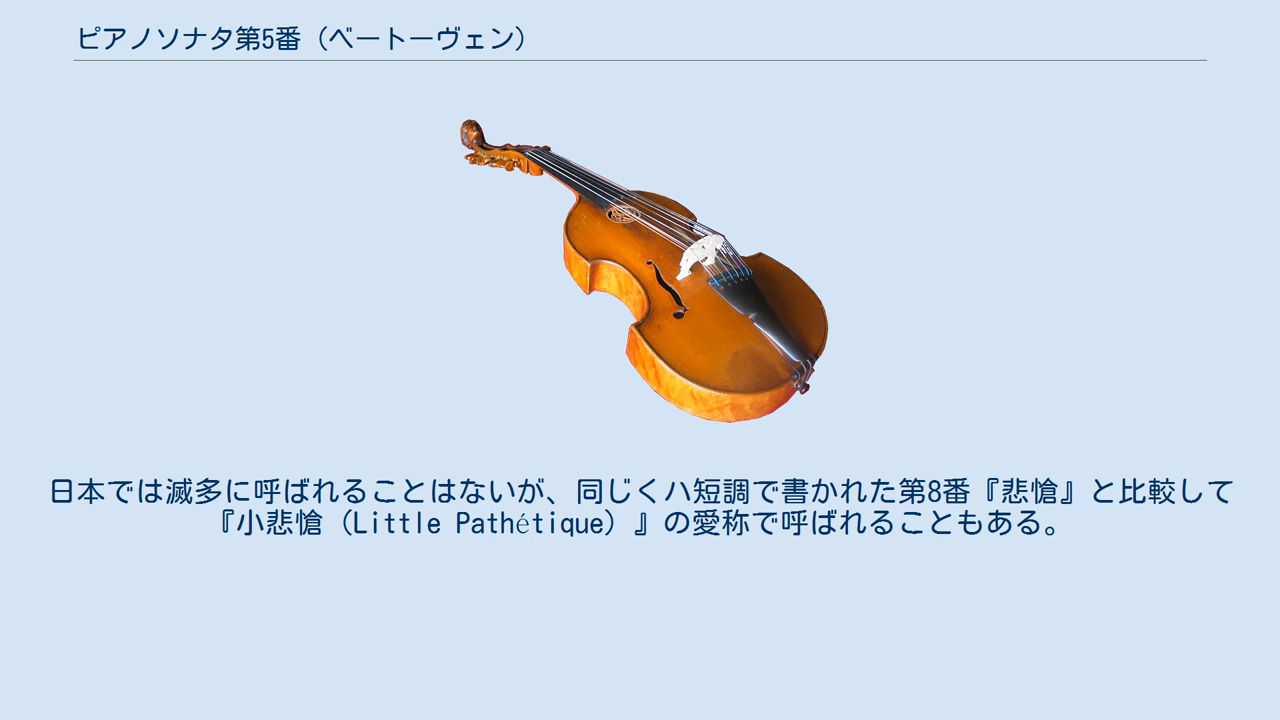 ピアノソナタ第5番（ベートーヴェン）
日本では滅多に呼ばれることはないが、同じくハ短調で書かれた第8番『悲愴』と比較して
『小悲愴（Little Pathétique）』の愛称で呼ばれることもある。